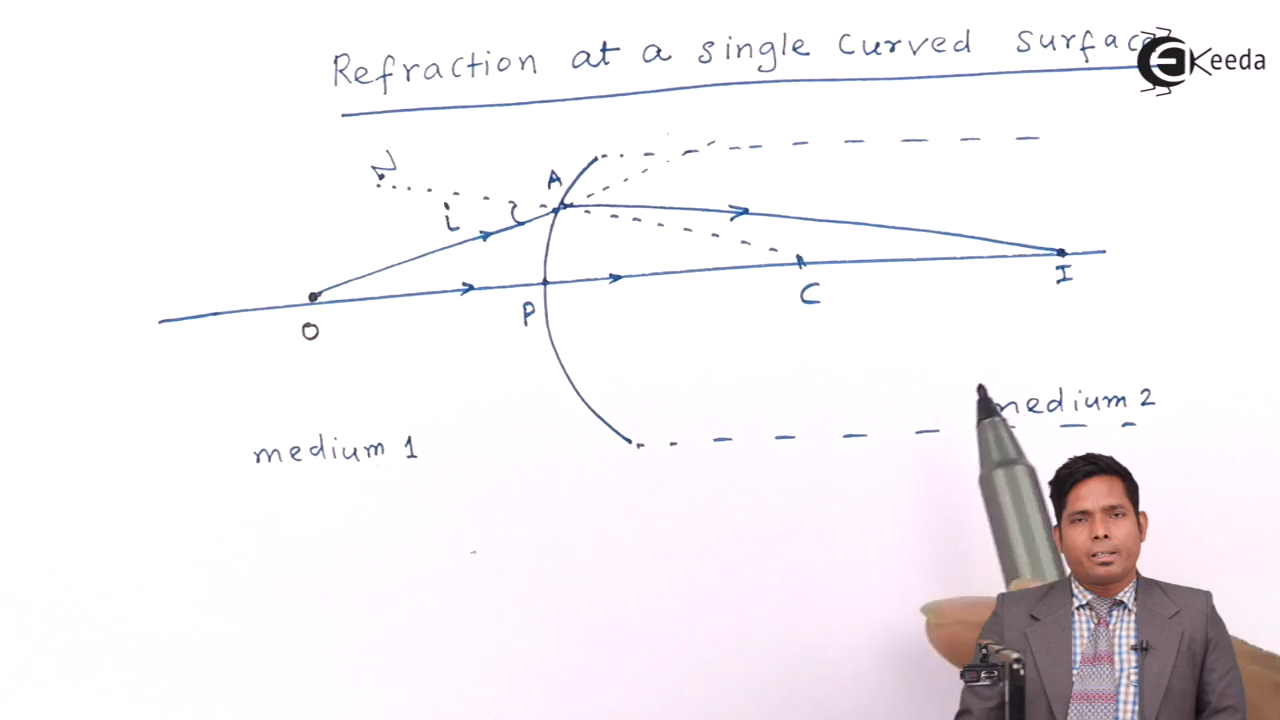 Refraction at a single curved surface
Keeda
N
A
i
I
C
P
O
medium 2
medium 1